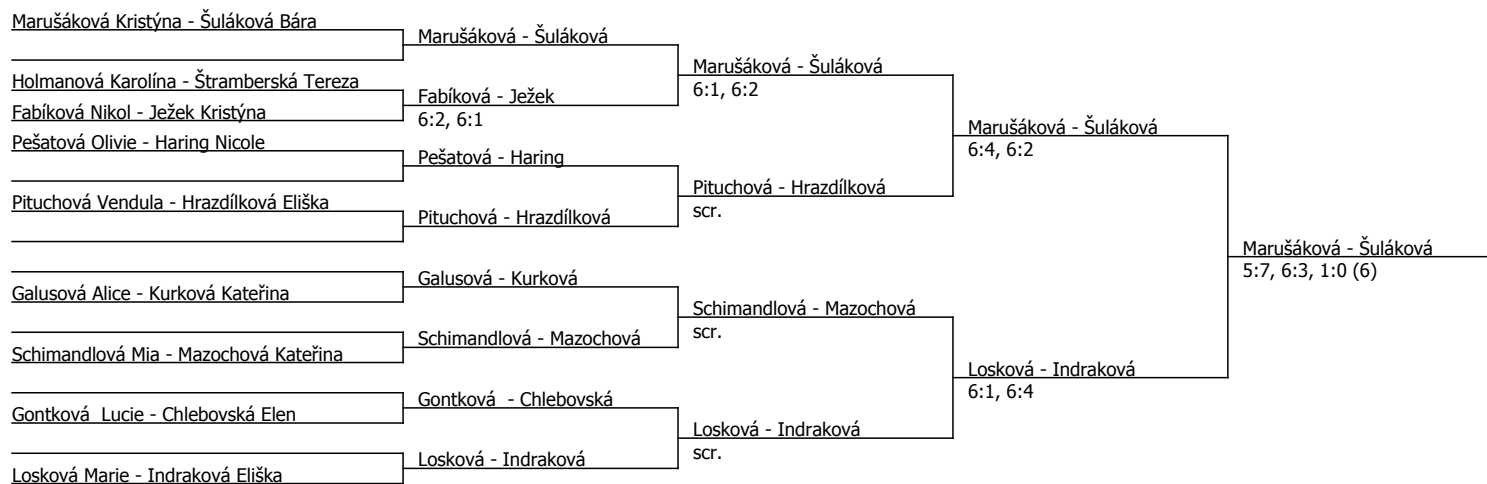 Marušáková Kristýna - Šuláková Bára
Holmanová Karolína - Štramberská Tereza
Fabíková Nikol - Ježek Kristýna
Pešatová Olivie - Haring Nicole
Pituchová Vendula - Hrazdílková Eliška
Galusová Alice - Kurková Kateřina
Schimandlová Mia - Mazochová Kateřina
Gontková  Lucie - Chlebovská Elen
Losková Marie - Indraková Eliška
Marušáková - Šuláková
Fabíková - Ježek
6:2, 6:1
Pešatová - Haring
Pituchová - Hrazdílková
Galusová - Kurková
Schimandlová - Mazochová
Gontková  - Chlebovská
Losková - Indraková
Marušáková - Šuláková
6:1, 6:2
Pituchová - Hrazdílková
scr.
Schimandlová - Mazochová
scr.
Losková - Indraková
scr.
Marušáková - Šuláková
6:4, 6:2
Losková - Indraková
6:1, 6:4
Marušáková - Šuláková
5:7, 6:3, 1:0 (6)